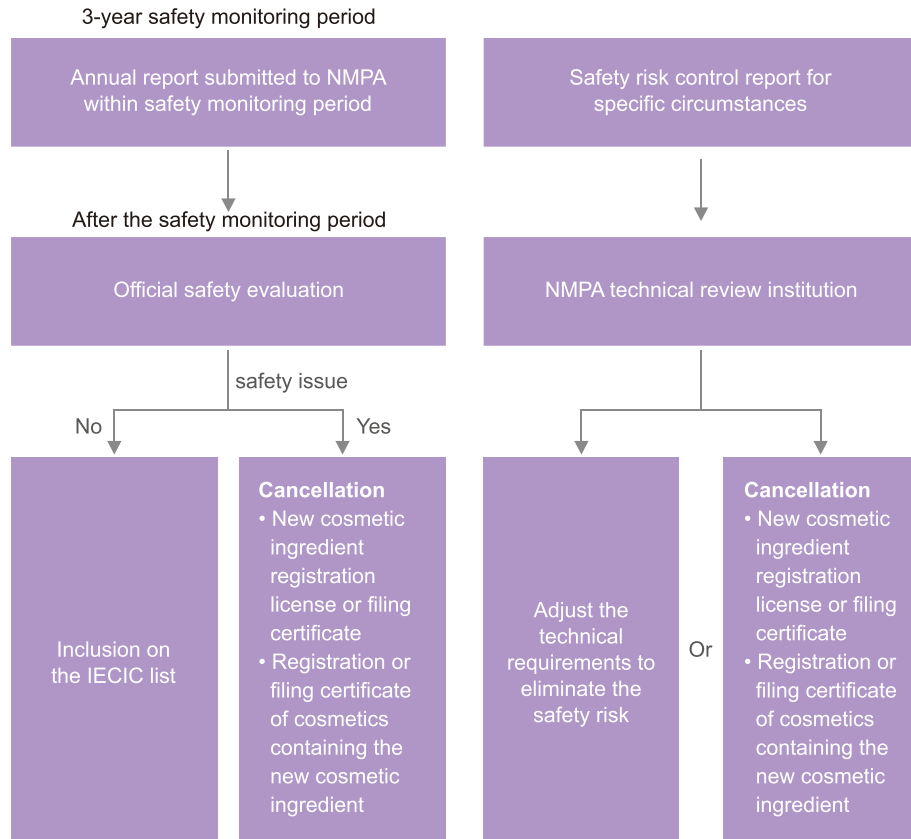 3-year safety monitoring period
Annual report submitted to NMPA
within safety monitoring period
Safety risk control report for
specific circumstances
After the safety monitoring period
Official safety evaluation
NMPA technical review institution
safety issue
No
Yes
Inclusion on
the IECIC list
Cancellation
• New cosmetic
ingredient
registration
license or filing
certificate
• Registration or
filing certificate
of cosmetics
containing the
new cosmetic
ingredient
Adjust the
technical
requirements to
eliminate the
safety risk
Or
Cancellation
• New cosmetic
ingredient
registration
license or filing
certificate
• Registration or
filing certificate
of cosmetics
containing the
new cosmetic
ingredient